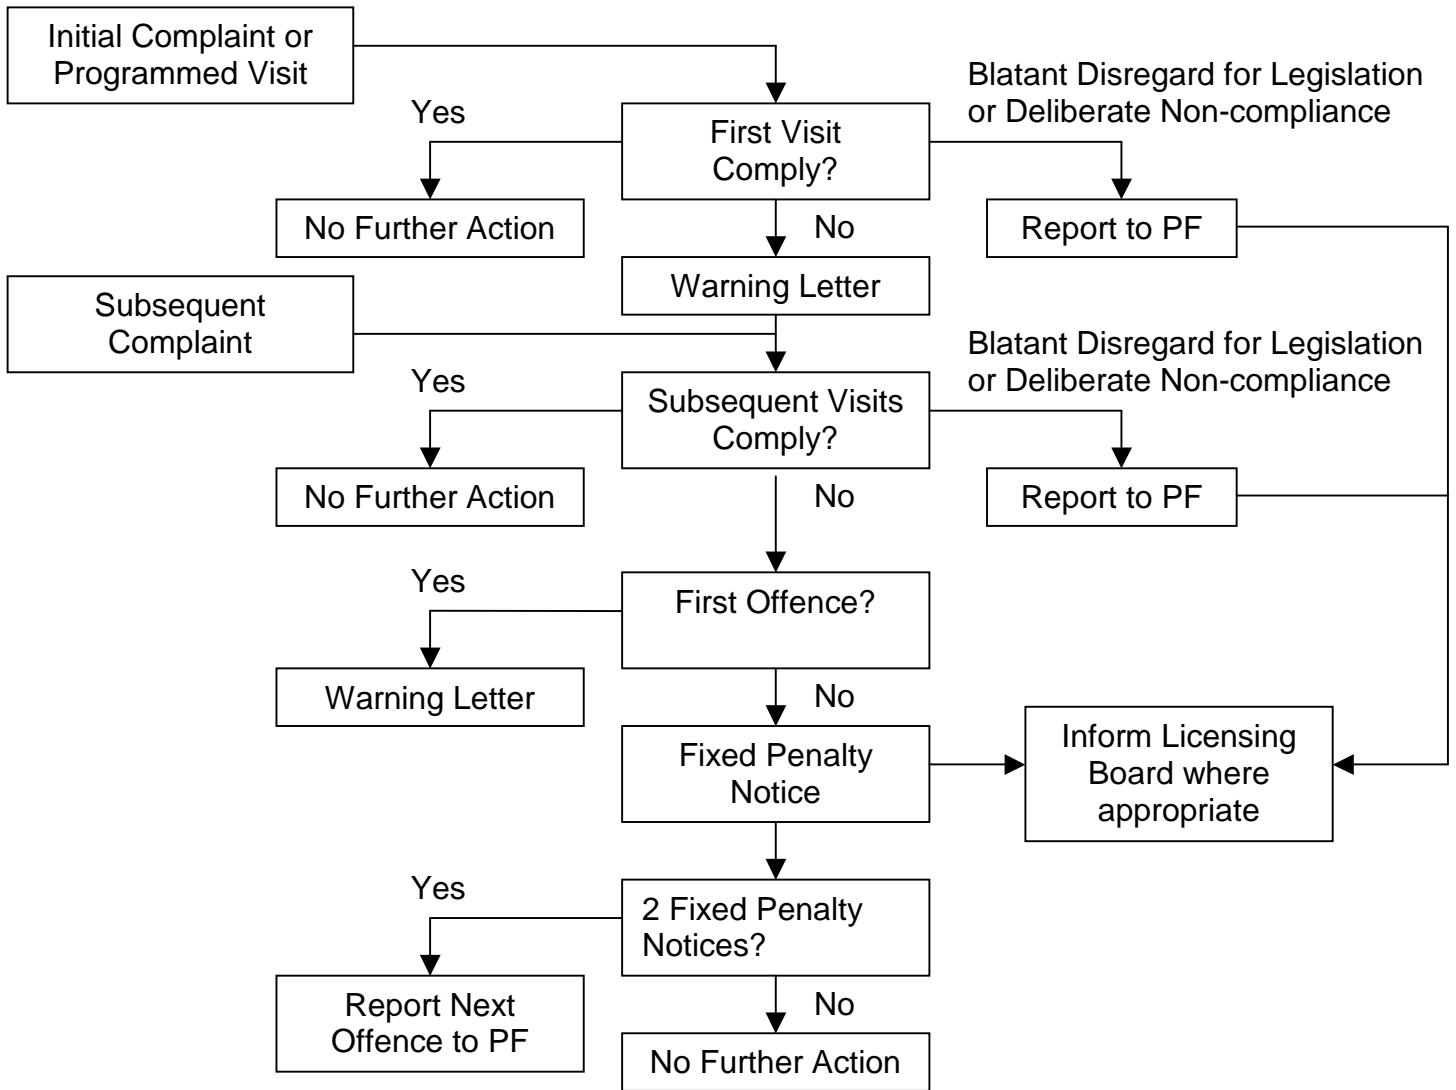 Initial Complaint or
Programmed Visit
Blatant Disregard for Legislation
or Deliberate Non-compliance
Yes
First Visit
Comply?
No Further Action
No
Report to PF
Warning Letter
Subsequent
Complaint
Blatant Disregard for Legislation
or Deliberate Non-compliance
Yes
Subsequent Visits
Comply?
No Further Action
No
Report to PF
Yes
First Offence?
Warning Letter
No
Fixed Penalty
Notice
Inform Licensing
Board where
appropriate
Yes
2 Fixed Penalty
Notices?
Report Next
Offence to PF
No
No Further Action